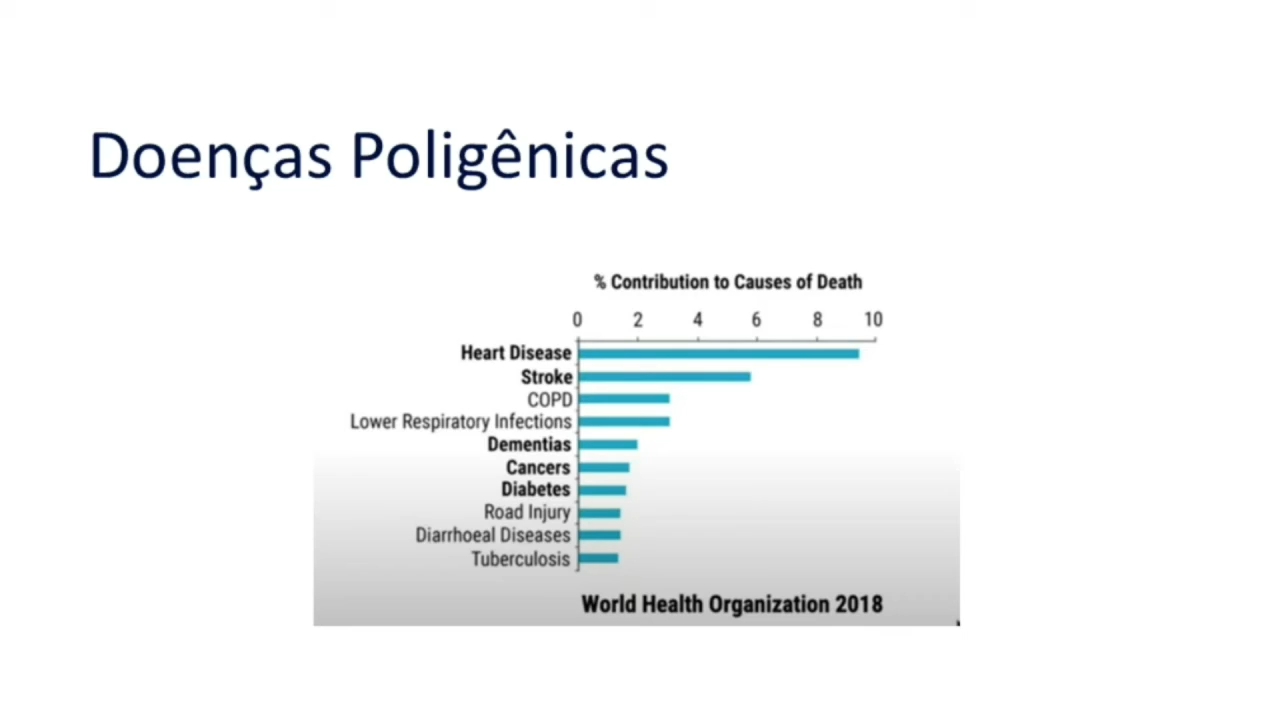 Doenças Poligênicas
% Contribution to Causes of Death
0 2 4 6 8 10
Heart Disease
Stroke
COPD
Lower Respiratory Infections
Dementias
Cancers
Diabetes
Road Injury
Diarrhoeal Diseases
Tuberculosis
World Health Organization 2018